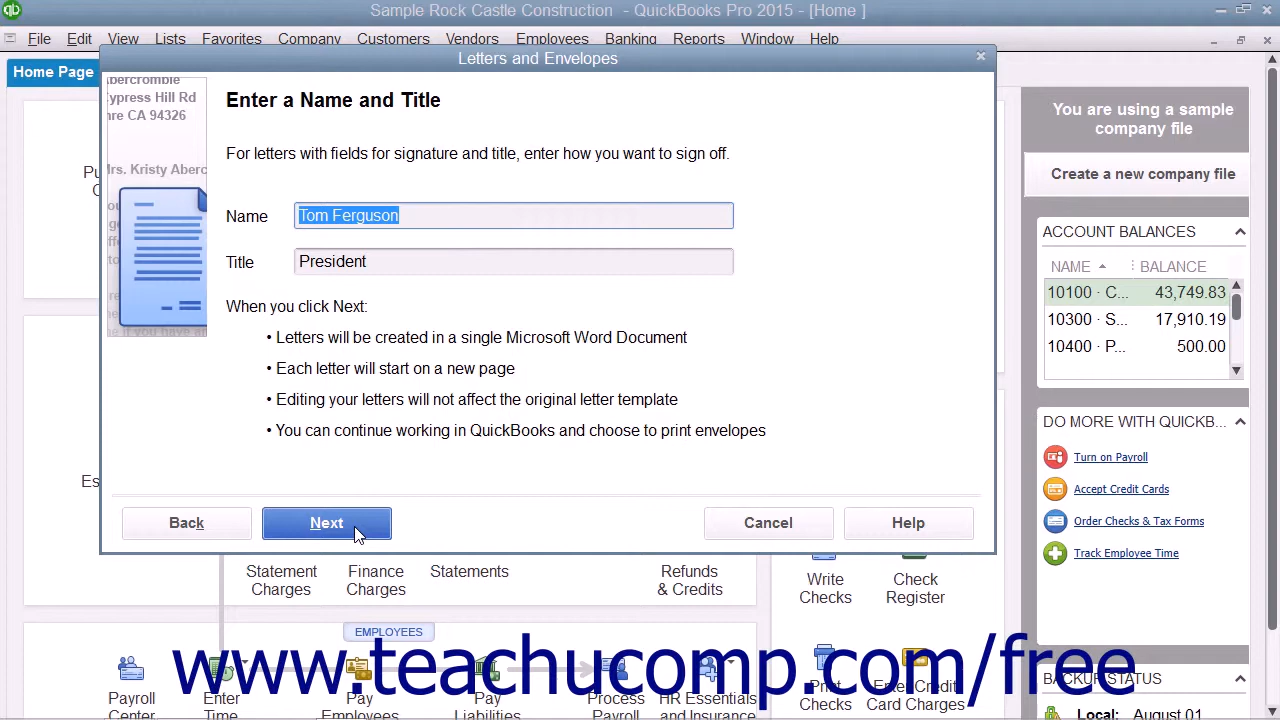 Sample Rock Castle Construction - QuickBooks Pro 2015 - [Home ]
File Edit View Lists Favorites Company Customers Vendors Employees Banking Reports Window Help
Home Page
Letters and Envelopes
Abercrombie
Cypress Hill Rd
CA 94326
Mrs. Kristy
Enter a Name and Title
For letters with fields for signature and title, enter how you want to sign off.
Name Tom Ferguson
Title President
When you click Next:
• Letters will be created in a single Microsoft Word Document
• Each letter will start on a new page
• Editing your letters will not affect the original letter template
• You can continue working in QuickBooks and choose to print envelopes
Back Next Cancel Help
You are using a sample
company file
Create a new company file
ACCOUNT BALANCES
NAME BALANCE
10100 · C... 43,749.83
10300 · S... 17,910.19
10400 · P... 500.00
DO MORE WITH QUICKB...
Turn on Payroll
Accept Credit Cards
Order Checks & Tax Forms
Track Employee Time
BACKUP STATUS
Local: August 01
Statement
Charges
Finance
Charges
Statements
Refunds
& Credits
Write
Checks
Check
Register
EMPLOYEES
Payroll
Center
Enter
Time
Pay
Employees
Pay
Liabilities
Process
Payroll
HR Essentials
and Insurance
Print
Checks
Enter Credit
Card Charges
www.teachucomp.com/free